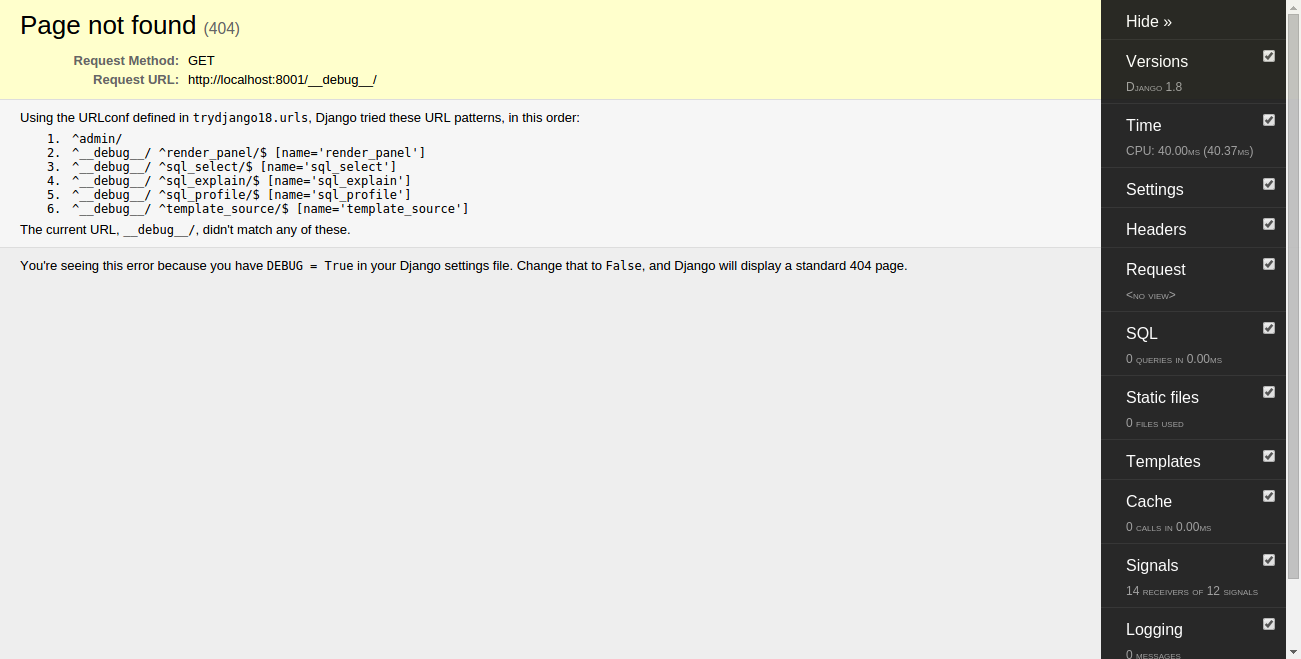 Page not found (404)
Request Method: GET
Request URL: http://localhost:8001/__debug__/
Using the URLconf defined in trydjango18.urls, Django tried these URL patterns, in this order:
1. ^admin/
2. ^__debug__/ ^render_panel/$ [name='render_panel']
3. ^__debug__/ ^sql_select/$ [name='sql_select']
4. ^__debug__/ ^sql_explain/$ [name='sql_explain']
5. ^__debug__/ ^sql_profile/$ [name='sql_profile']
6. ^__debug__/ ^template_source/$ [name='template_source']
The current URL, __debug__/, didn't match any of these.
You're seeing this error because you have DEBUG = True in your Django settings file. Change that to False, and Django will display a standard 404 page.
Hide »
Versions
Django 1.8
Time
CPU: 40.00ms (40.37ms)
Settings
Headers
Request
<no view>
SQL
0 queries in 0.00ms
Static files
0 files used
Templates
Cache
0 calls in 0.00ms
Signals
14 receivers of 12 signals
Logging
0 messages